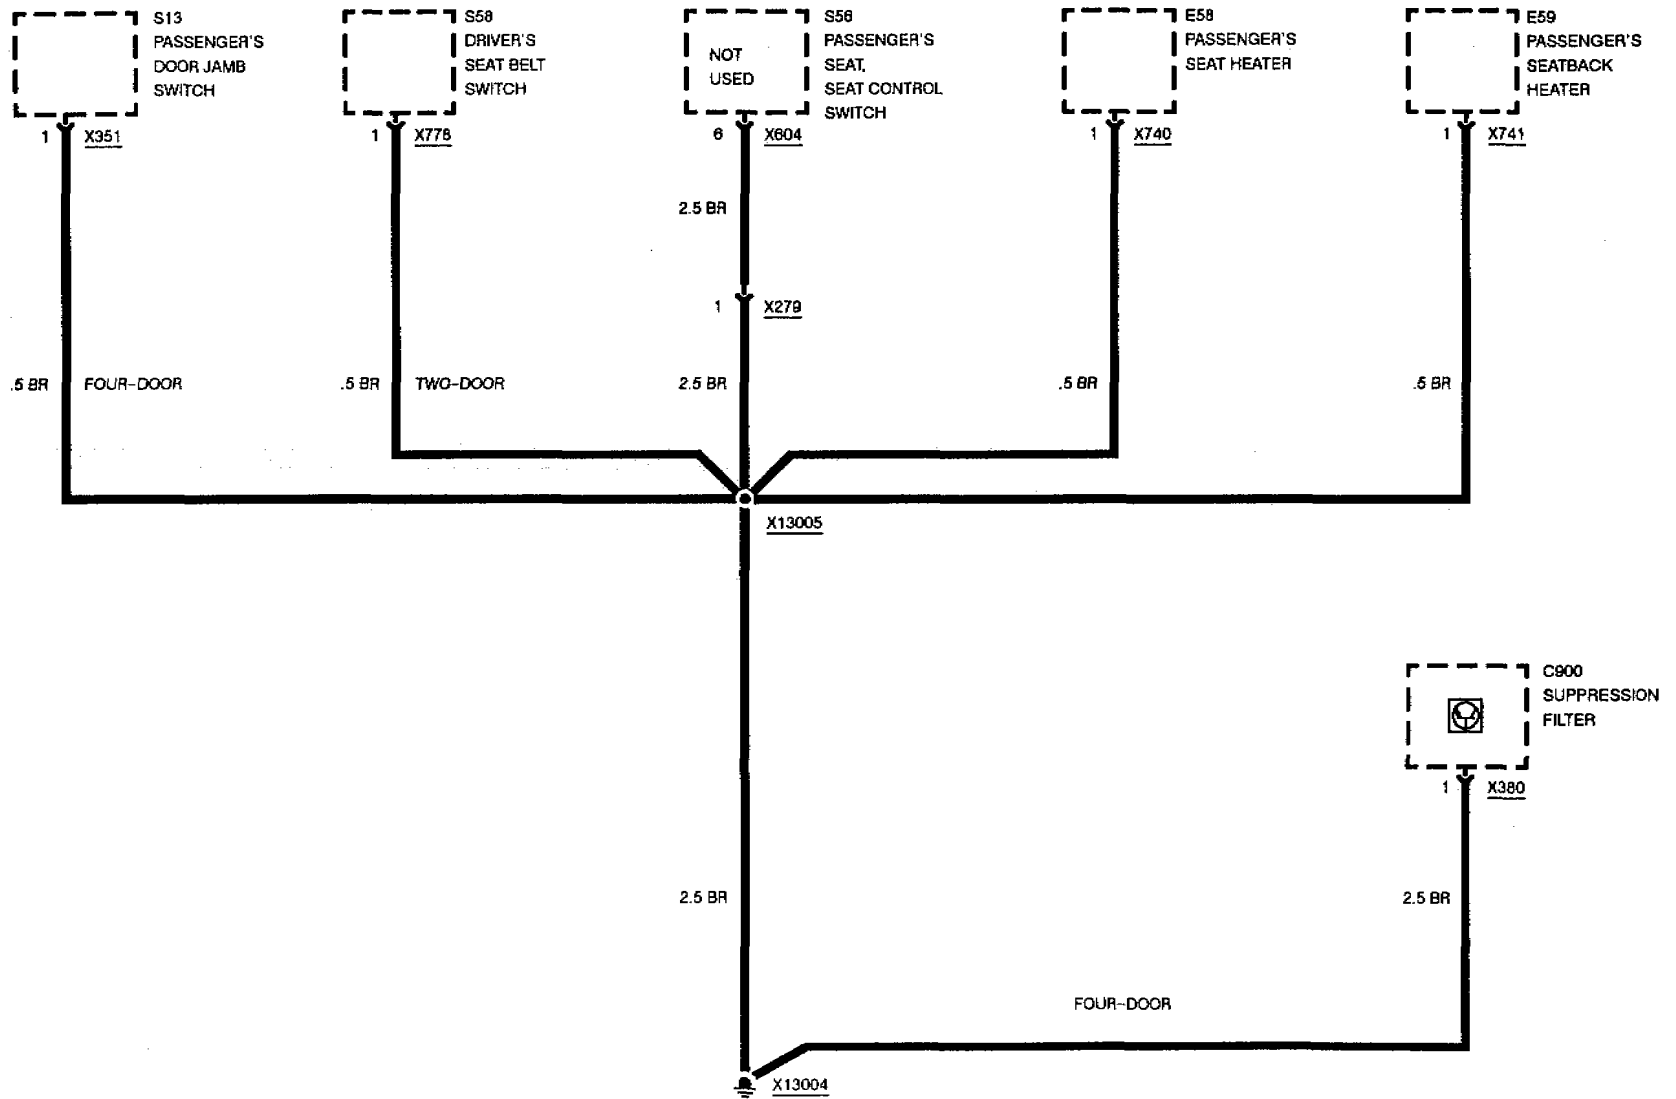 S13
PASSENGER'S
DOOR JAMB
SWITCH
S58
DRIVER'S
SEAT BELT
SWITCH
NOT
USED
S56
PASSENGER'S
SEAT,
SEAT CONTROL
SWITCH
E58
PASSENGER'S
SEAT HEATER
E59
PASSENGER'S
SEATBACK
HEATER
1 X351
1 X778
6 X604
1 X740
1 X741
2.5 BR
1 X279
.5 BR FOUR-DOOR
.5 BR TWO-DOOR
2.5 BR
.5 BR
.5 BR
X13005
C900
SUPPRESSION
FILTER
1 X380
2.5 BR
2.5 BR
FOUR-DOOR
X13004